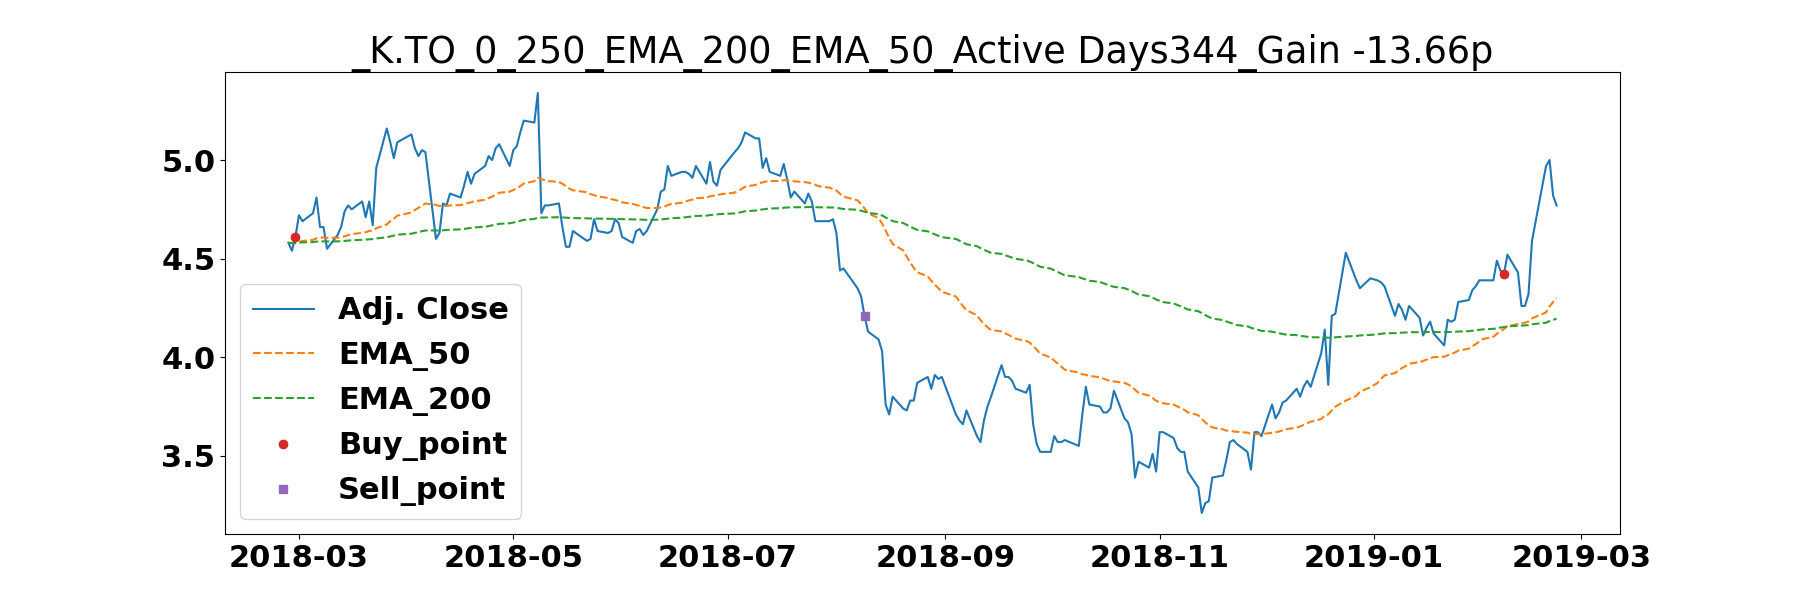 _K.TO_0_250_EMA_200_EMA_50_Active Days344_Gain -13.66p
5.0
4.5
4.0
3.5
Adj. Close
EMA_50
EMA_200
Buy_point
Sell_point
2018-03 2018-05 2018-07 2018-09 2018-11 2019-01 2019-03